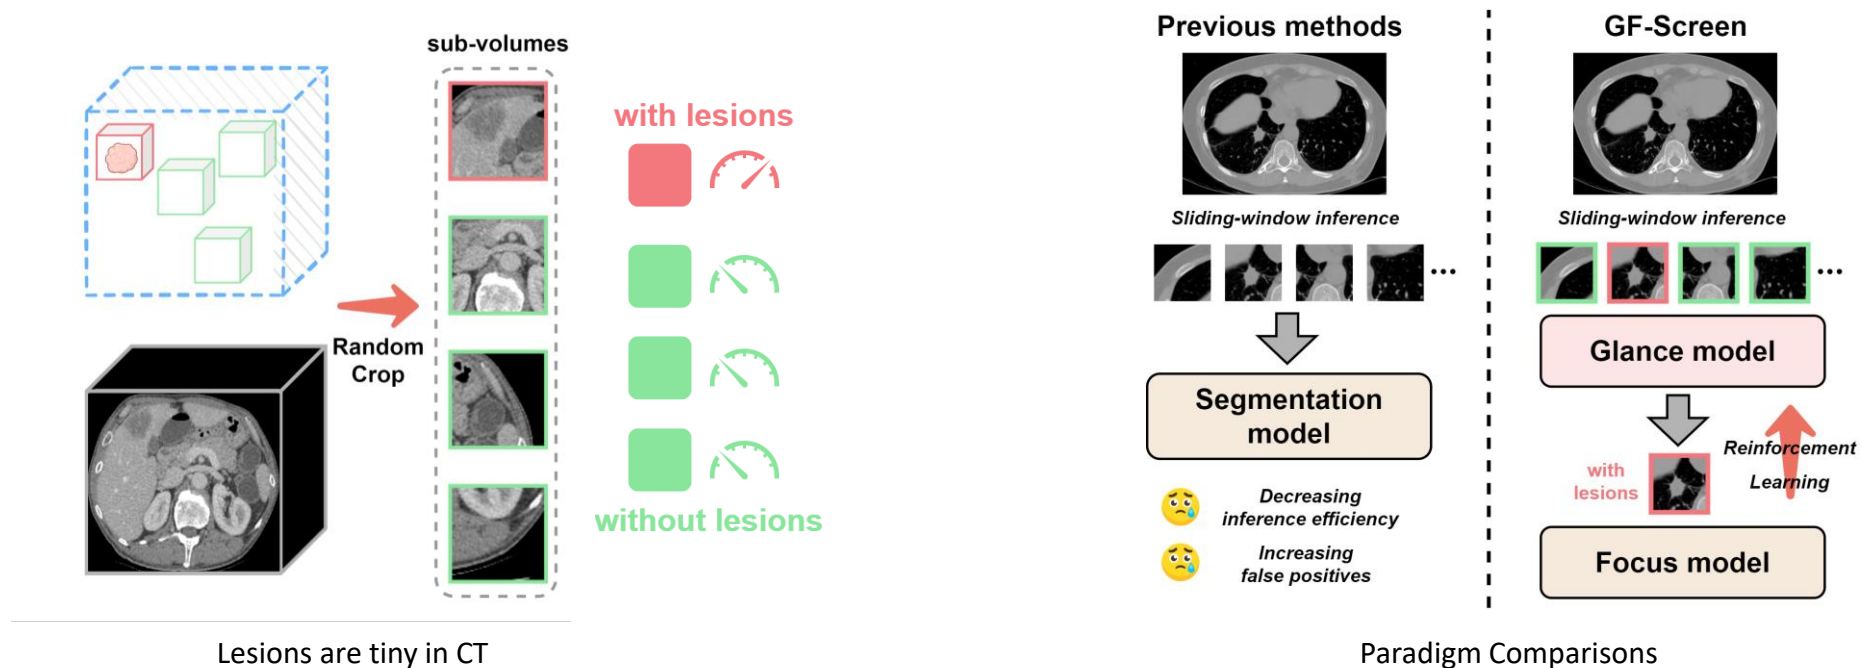 sub-volumes
with lesions
Random
Crop
without lesions
Lesions are tiny in CT
Previous methods
Sliding-window inference
...
Segmentation
model
Decreasing
inference efficiency
Increasing
false positives
GF-Screen
Sliding-window inference
...
Glance model
with
lesions
Reinforcement
Learning
Focus model
Paradigm Comparisons